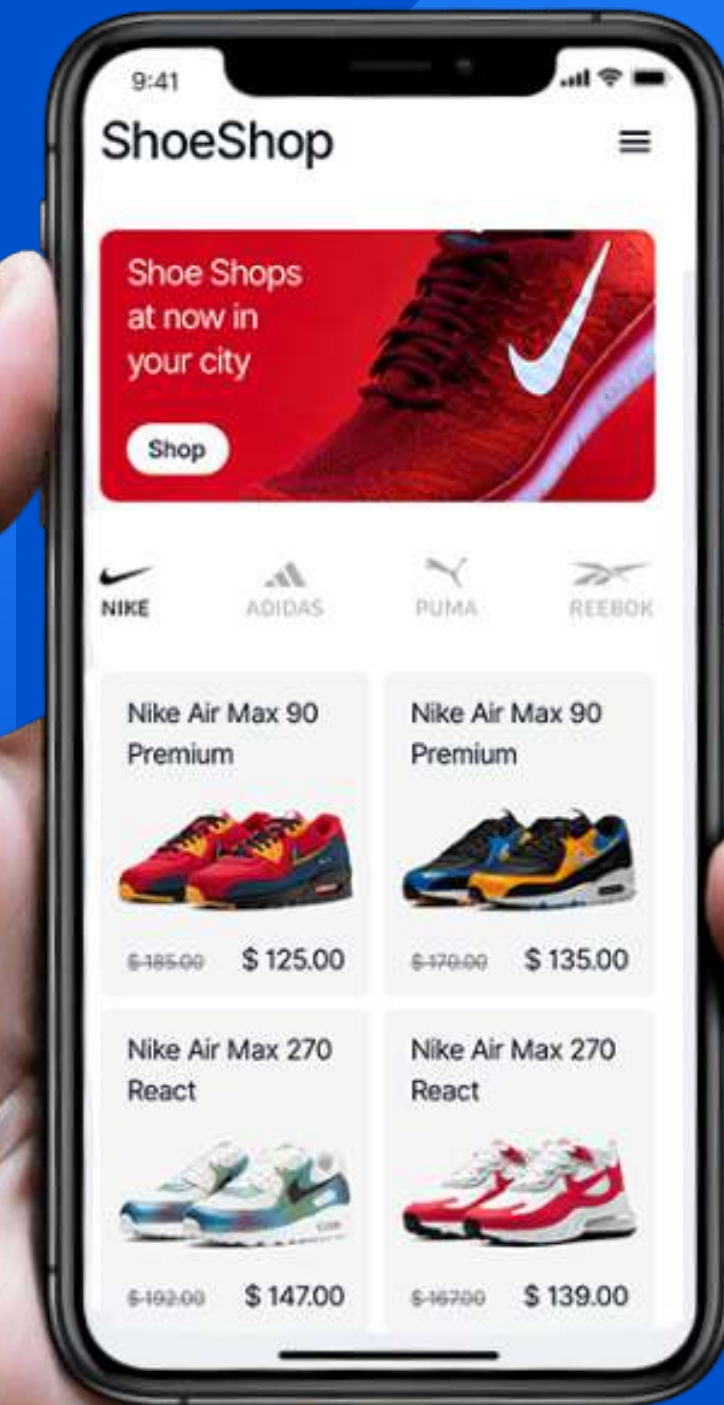 9:41
ShoeShop
Shoe Shops
at now in
your city
Shop
NIKE
ADIDAS
PUMA
REEBOK
Nike Air Max 90
Premium
Nike Air Max 90
Premium
$ 185.00
$ 125.00
$ 170.00
$ 135.00
Nike Air Max 270
React
Nike Air Max 270
React
$ 192.00
$ 147.00
$ 167.00
$ 139.00